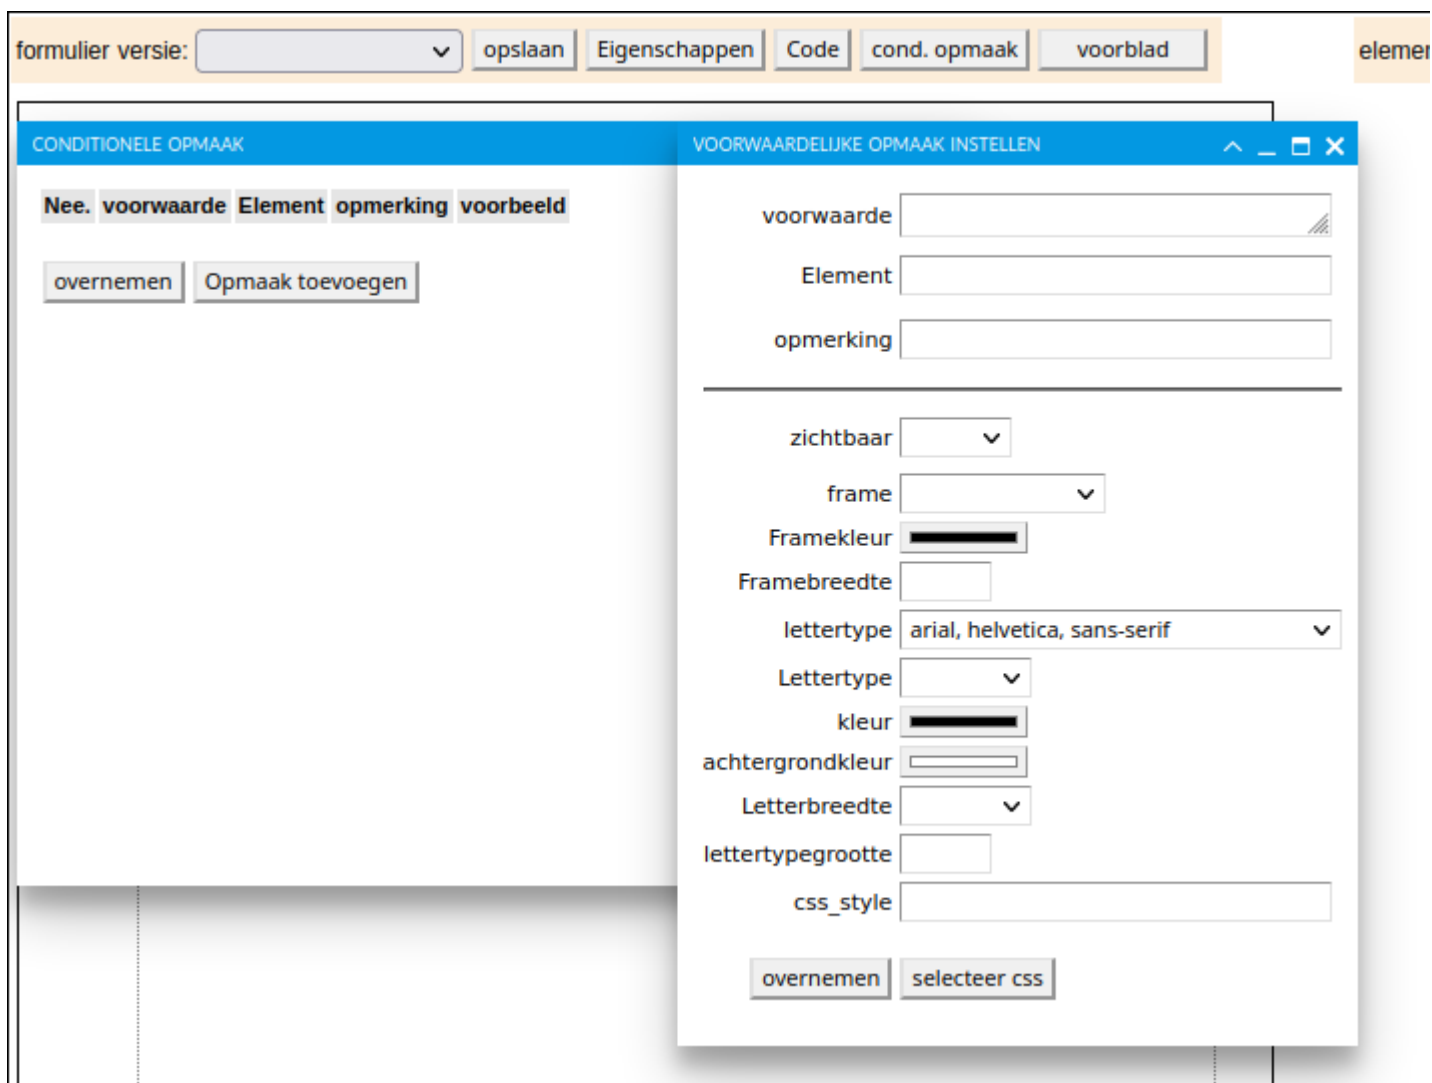 formulier versie: opslaan Eigenschappen Code cond. opmaak voorblad
CONDITIONELE OPMAAK
Nee. voorwaarde Element opmerking voorbeeld
overnemen Opmaak toevoegen
VOORWAARDELIJKE OPMAAK INSTELLEN
voorwaarde
Element
opmerking
zichtbaar
frame
Framekleur
Framebreedte
lettertype arial, helvetica, sans-serif
Lettertype
kleur
achtergrondkleur
Letterbreedte
lettertypegrootte
css_style
overnemen selecteer css